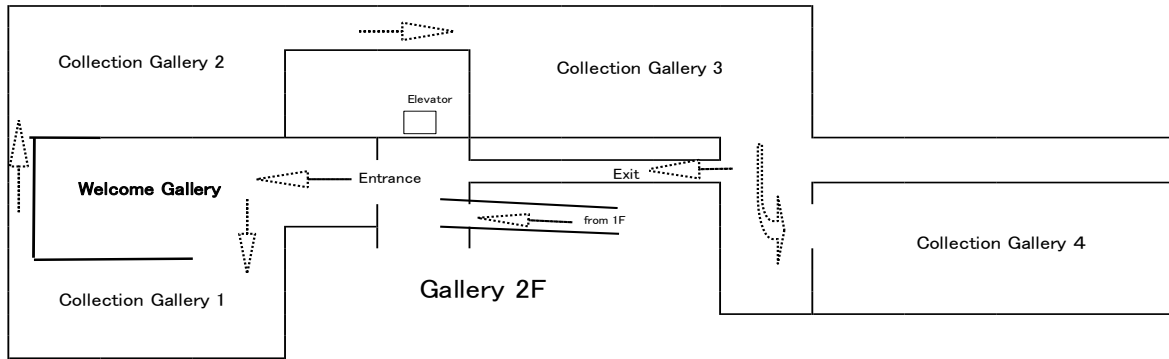 Collection Gallery 2
Collection Gallery 3
Elevator
Welcome Gallery
Entrance
Exit
from 1F
Collection Gallery 4
Collection Gallery 1
Gallery 2F